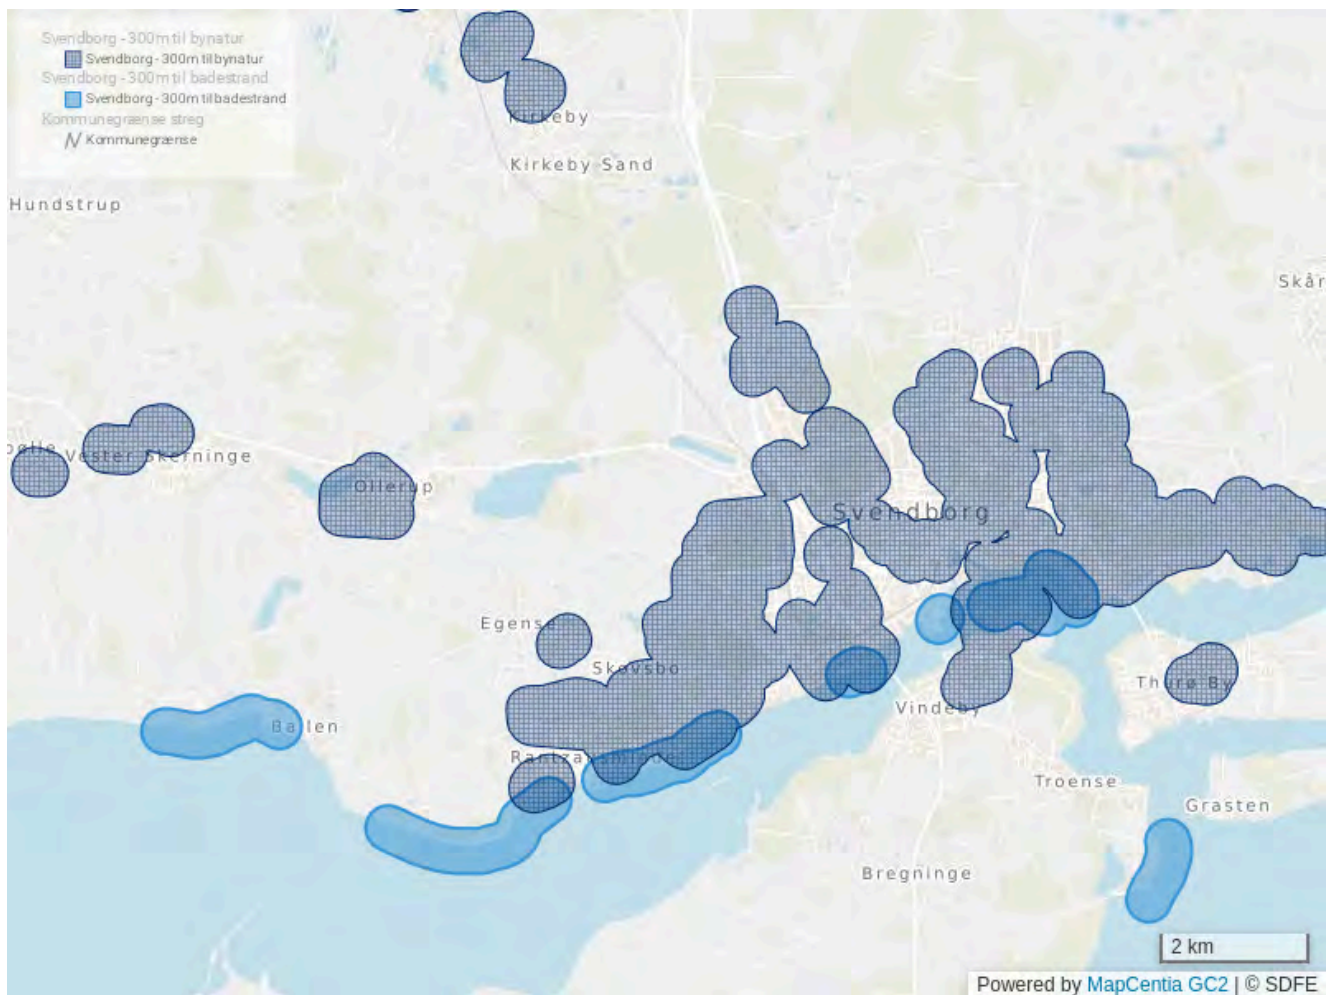 Svendborg - 300m til bynatur
Svendborg - 300m til bynatur
Svendborg - 300m til badestrand
Svendborg - 300m til badestrand
Kommunegrænse streg
Kommunegrænse
Kirkeby
Kirkeby Sand
Hundstrup
Skår
Vester Skerninge
Ollerup
Svendborg
Egense
Skovsbo
Thurø By
Vindeby
Ballen
Troense
Grasten
Bregninge
2 km
Powered by MapCentia GC2 | © SDFE